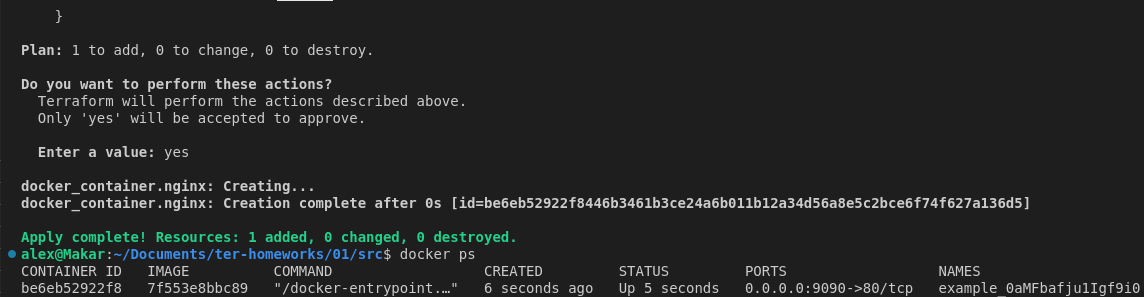 }
Plan: 1 to add, 0 to change, 0 to destroy.
Do you want to perform these actions?
Terraform will perform the actions described above.
Only 'yes' will be accepted to approve.
Enter a value: yes
docker_container.nginx: Creating...
docker_container.nginx: Creation complete after 0s [id=be6eb52922f8446b3461b3ce24a6b011b12a34d56a8e5c2bce6f74f627a136d5]
Apply complete! Resources: 1 added, 0 changed, 0 destroyed.
alex@Makar:~/Documents/ter-homeworks/01/src$ docker ps
CONTAINER ID IMAGE COMMAND CREATED STATUS PORTS NAMES
be6eb52922f8 7f553e8bbc89 "/docker-entrypoint.…" 6 seconds ago Up 5 seconds 0.0.0.0:9090->80/tcp example_0aMFbafju1Igf9i0